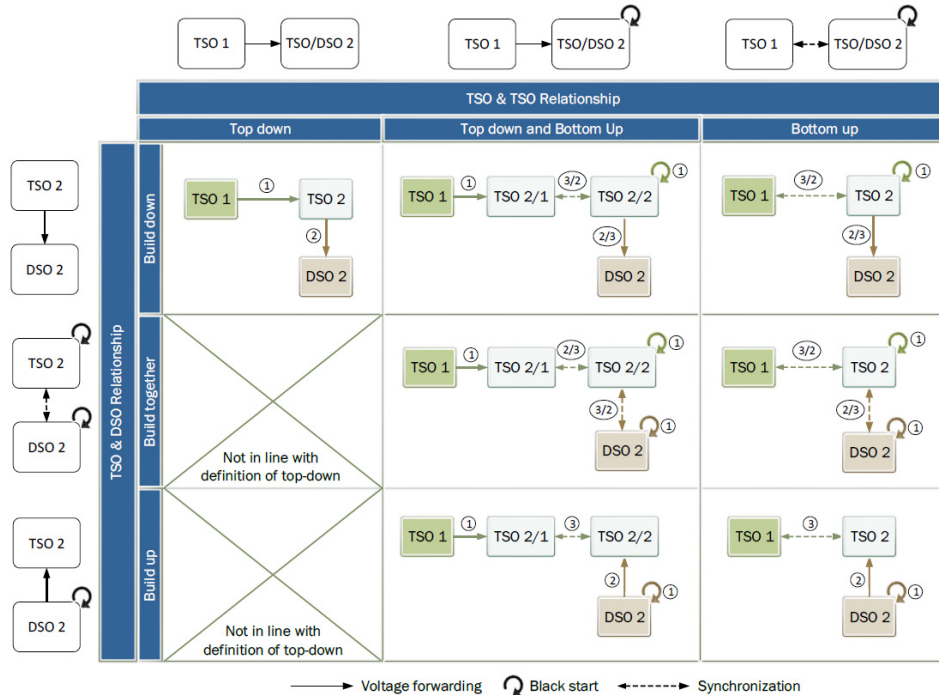 TSO 1
TSO/DSO 2
TSO 1
TSO/DSO 2
TSO 1
TSO/DSO 2
TSO & TSO Relationship
Top down
Top down and Bottom Up
Bottom up
TSO & DSO Relationship
TSO 2
DSO 2
Build down
TSO 1
1
TSO 2
2
DSO 2
TSO 1
1
TSO 2/1
3/2
TSO 2/2
1
2/3
DSO 2
TSO 1
3/2
TSO 2
1
2/3
DSO 2
TSO 2
DSO 2
Build together
Not in line with
definition of top-down
TSO 1
1
TSO 2/1
2/3
TSO 2/2
1
3/2
DSO 2
1
TSO 1
3/2
TSO 2
1
2/3
DSO 2
1
TSO 2
DSO 2
Build up
Not in line with
definition of top-down
TSO 1
1
TSO 2/1
3
TSO 2/2
2
DSO 2
1
TSO 1
3
TSO 2
2
DSO 2
1
Voltage forwarding
Black start
Synchronization